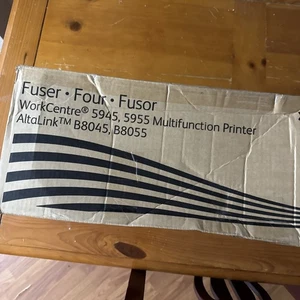 Fuser • Four • Fusor
WorkCentre® 5945, 5955 Multifunction Printer
AltaLink™ B8045, B8055